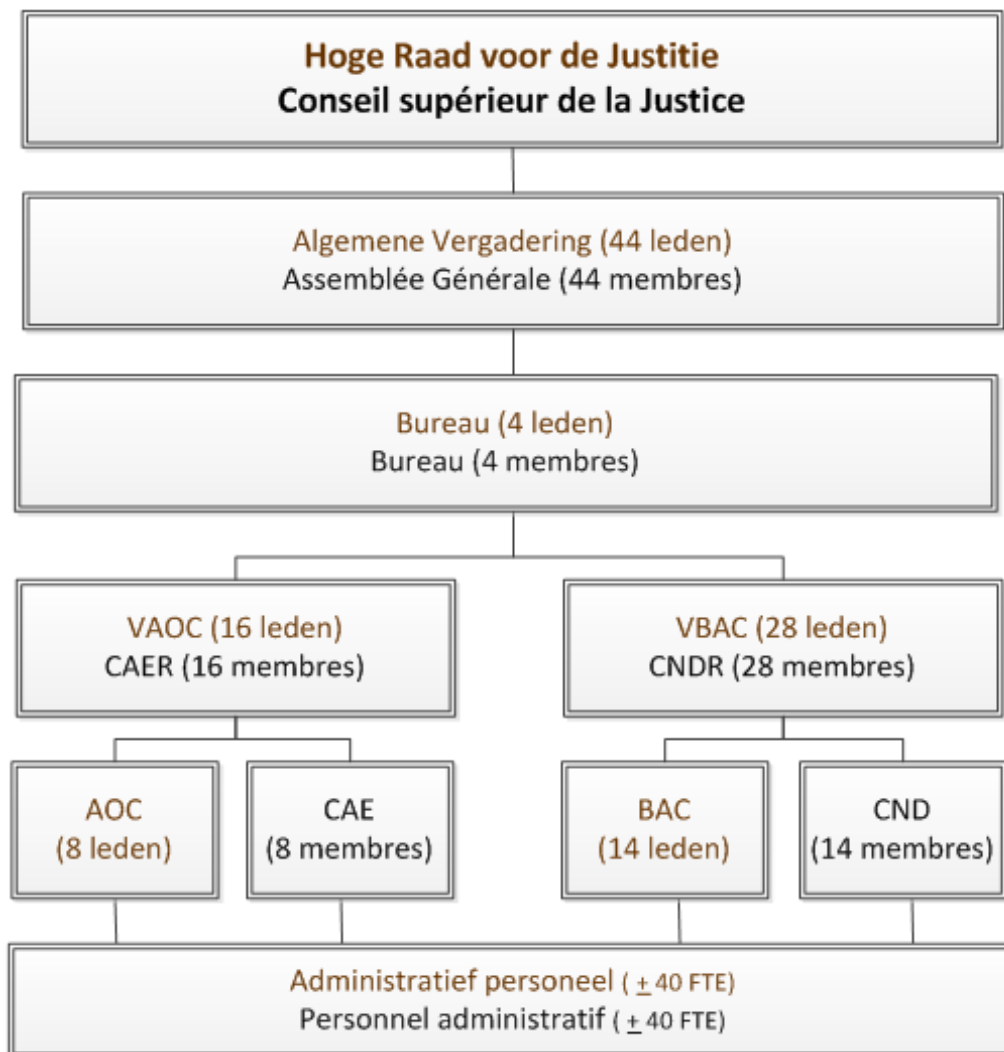 Hoge Raad voor de Justitie
Conseil supérieur de la Justice
Algemene Vergadering (44 leden)
Assemblée Générale (44 membres)
Bureau (4 leden)
Bureau (4 membres)
VAOC (16 leden)
CAER (16 membres)
VBAC (28 leden)
CNDR (28 membres)
AOC
(8 leden)
CAE
(8 membres)
BAC
(14 leden)
CND
(14 membres)
Administratief personeel ( ± 40 FTE)
Personnel administratif ( ± 40 FTE)